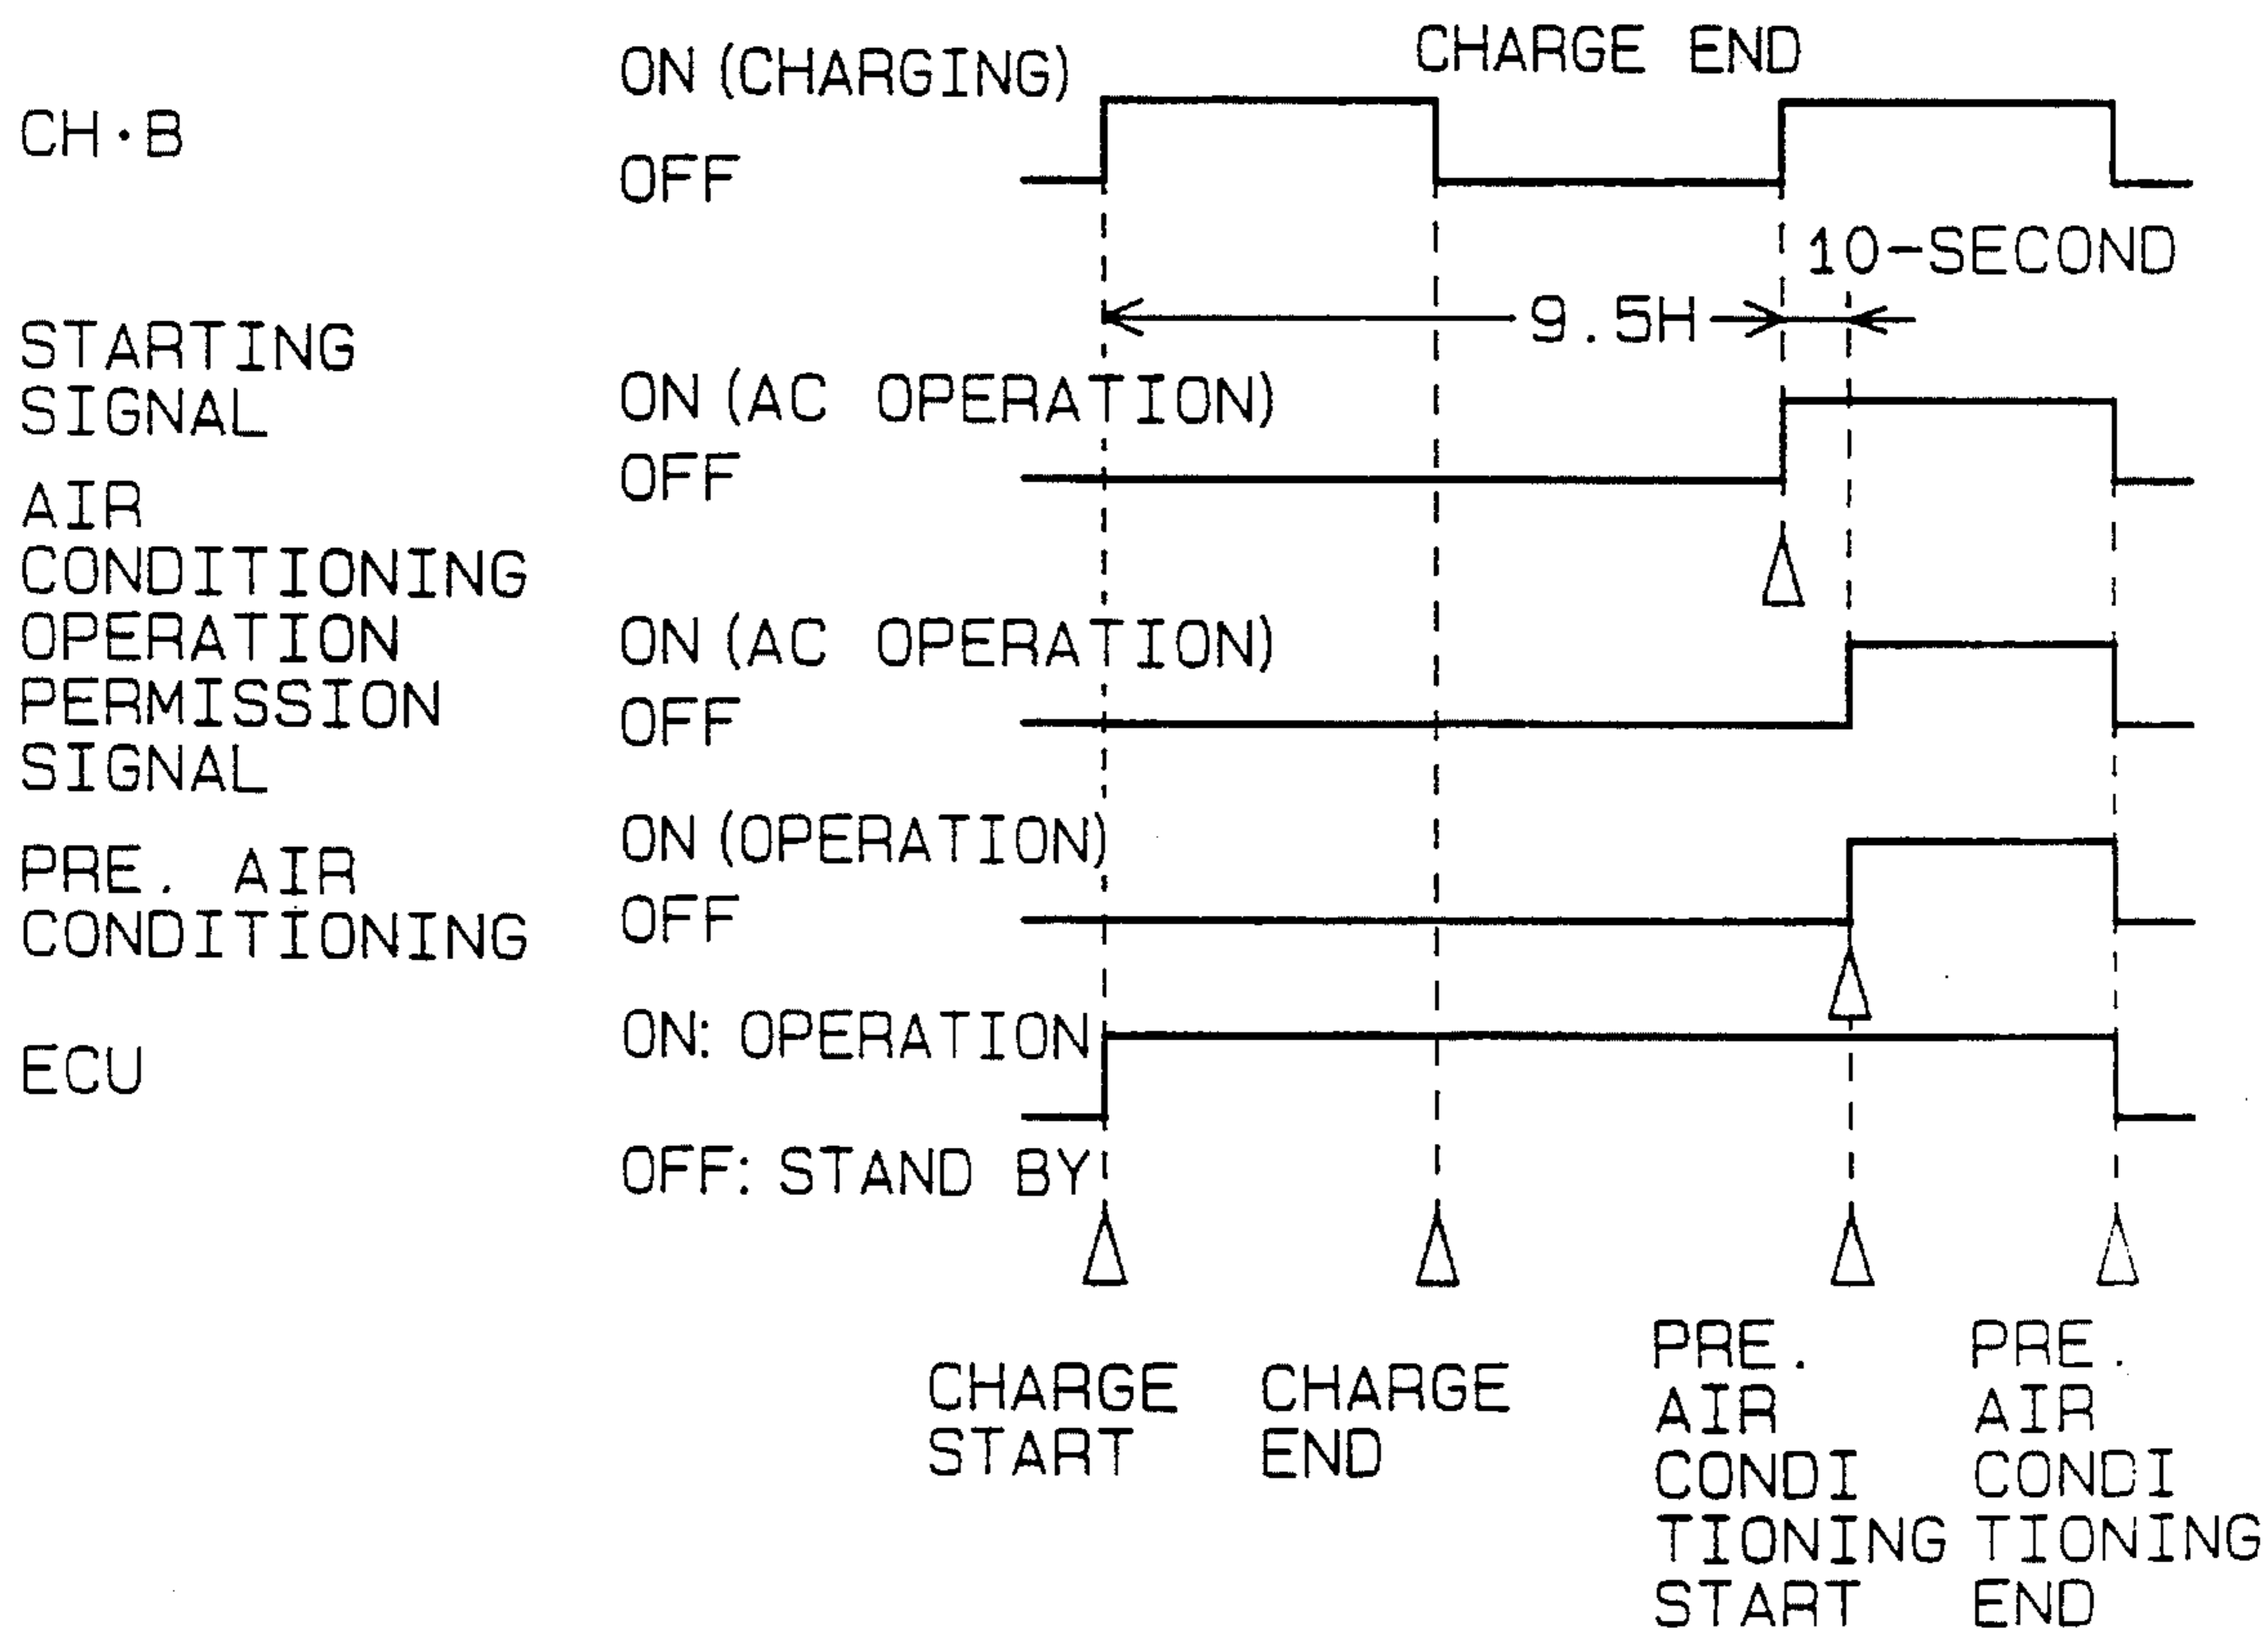 CHARGE END
ON (CHARGING)
CH·B
OFF
10-SECOND
9.5H
STARTING
SIGNAL
ON (AC OPERATION)
OFF
AIR
CONDITIONING
OPERATION
PERMISSION
SIGNAL
ON (AC OPERATION)
OFF
PRE. AIR
CONDITIONING
ON (OPERATION)
OFF
ECU
ON: OPERATION
OFF: STAND BY
CHARGE
START
CHARGE
END
PRE.
AIR
CONDI
TIONING
START
PRE.
AIR
CONDI
TIONING
END